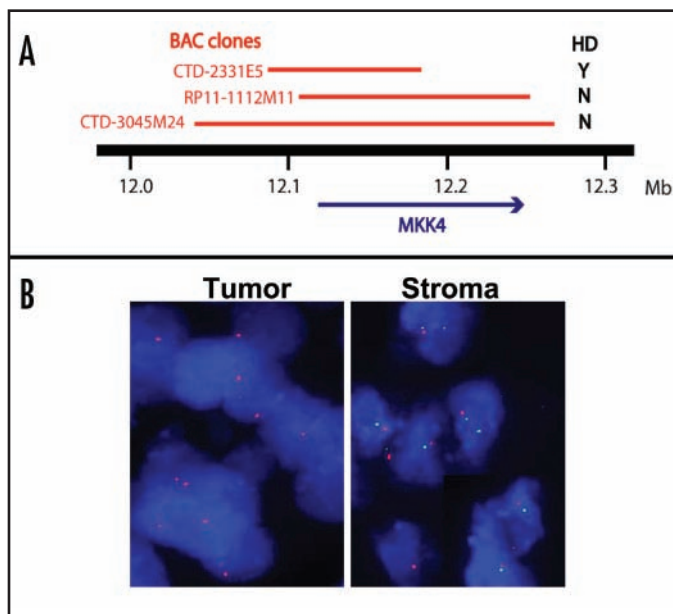 A
BAC clones HD
CTD-2331E5 Y
RP11-1112M11 N
CTD-3045M24 N
12.0 12.1 12.2 12.3 Mb
MKK4
B
Tumor Stroma